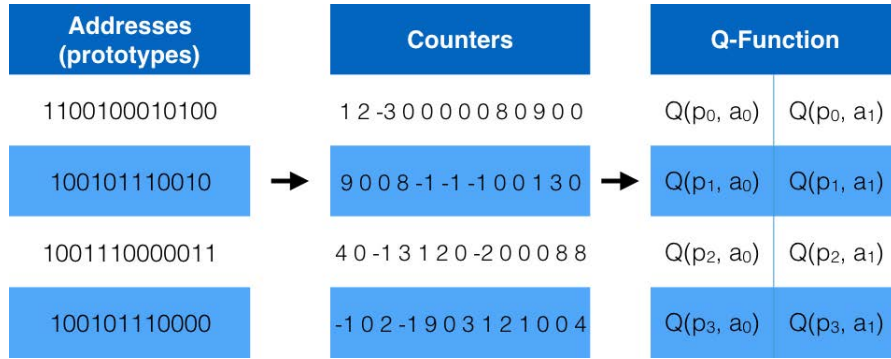 Addresses
(prototypes)
Counters
Q-Function
1100100010100
1 2 -3 0 0 0 0 0 8 0 9 0 0
Q(p₀, a₀)
Q(p₀, a₁)
100101110010
9 0 0 8 -1 -1 -1 0 0 1 3 0
Q(p₁, a₀)
Q(p₁, a₁)
1001110000011
4 0 -1 3 1 2 0 -2 0 0 0 8 8
Q(p₂, a₀)
Q(p₂, a₁)
100101110000
-1 0 2 -1 9 0 3 1 2 1 0 0 4
Q(p₃, a₀)
Q(p₃, a₁)